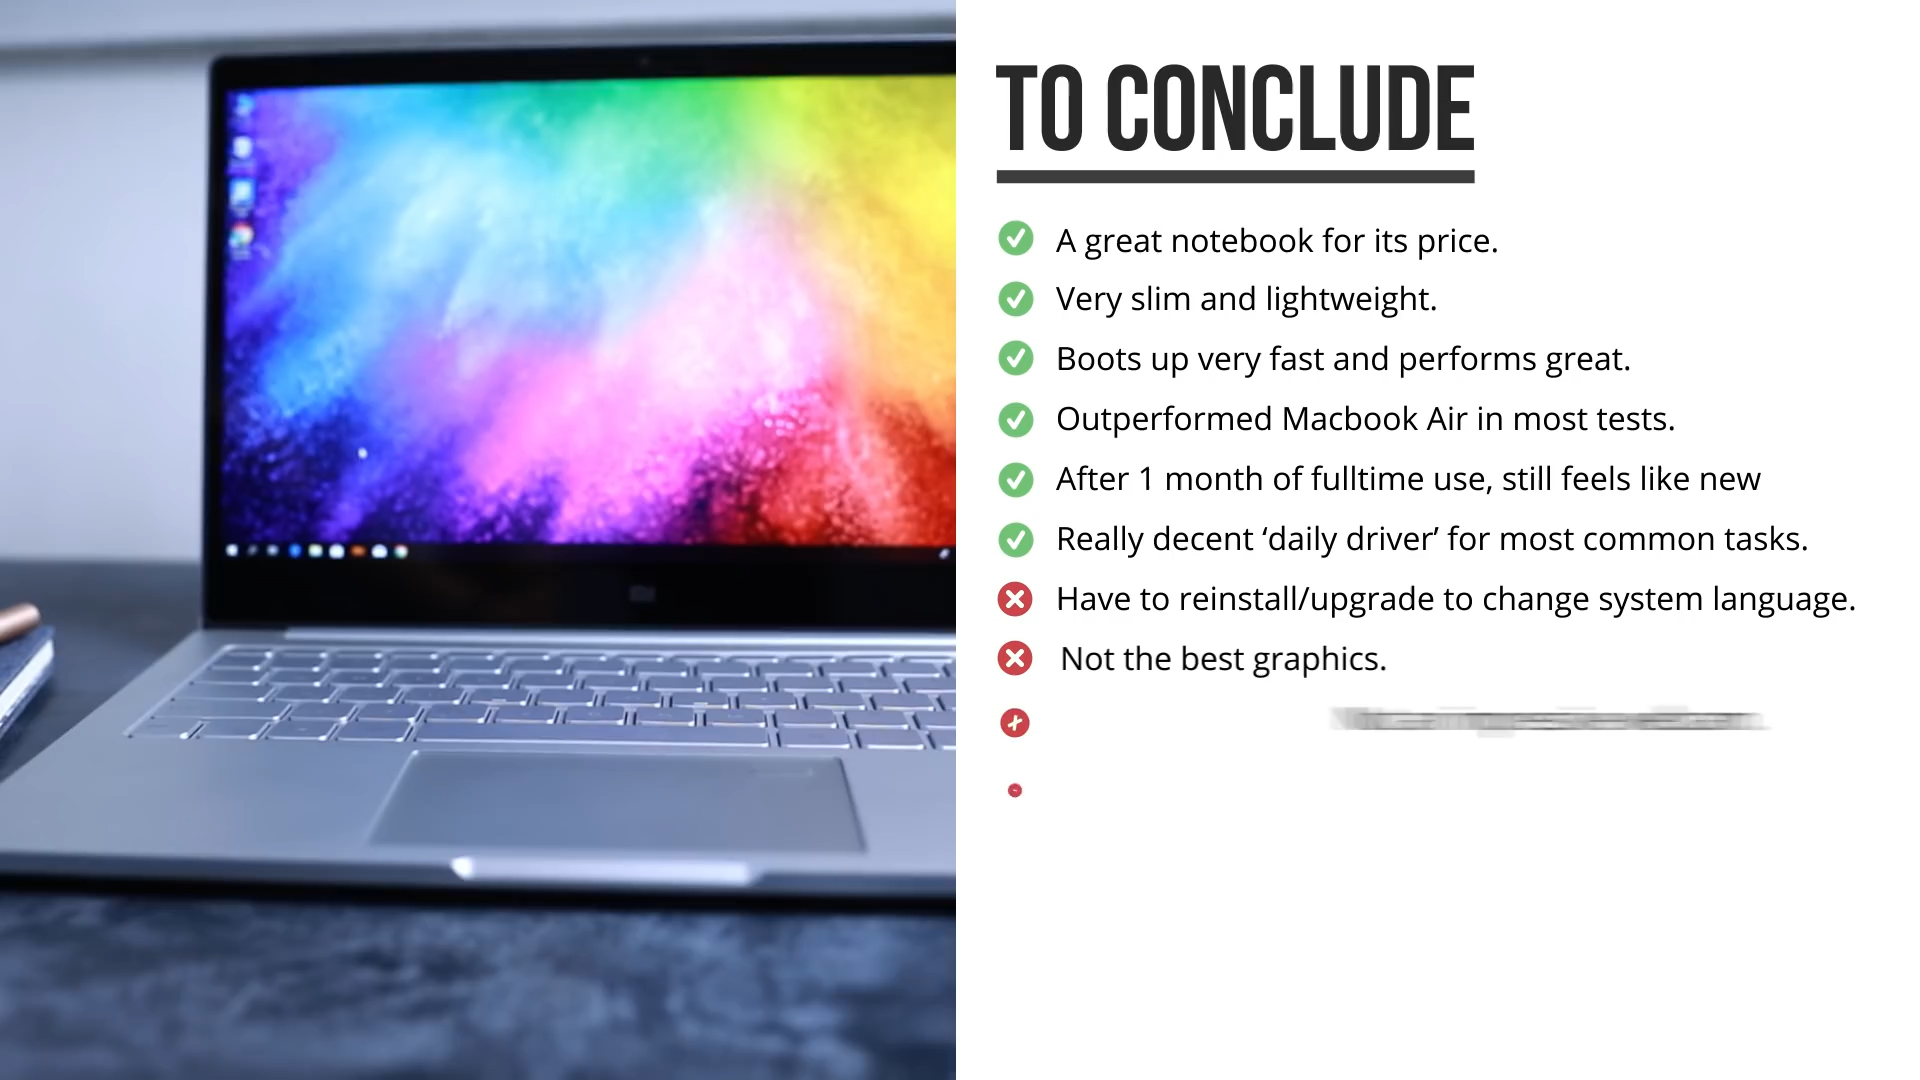 TO CONCLUDE
A great notebook for its price.
Very slim and lightweight.
Boots up very fast and performs great.
Outperformed Macbook Air in most tests.
After 1 month of fulltime use, still feels like new
Really decent ‘daily driver’ for most common tasks.
Have to reinstall/upgrade to change system language.
Not the best graphics.